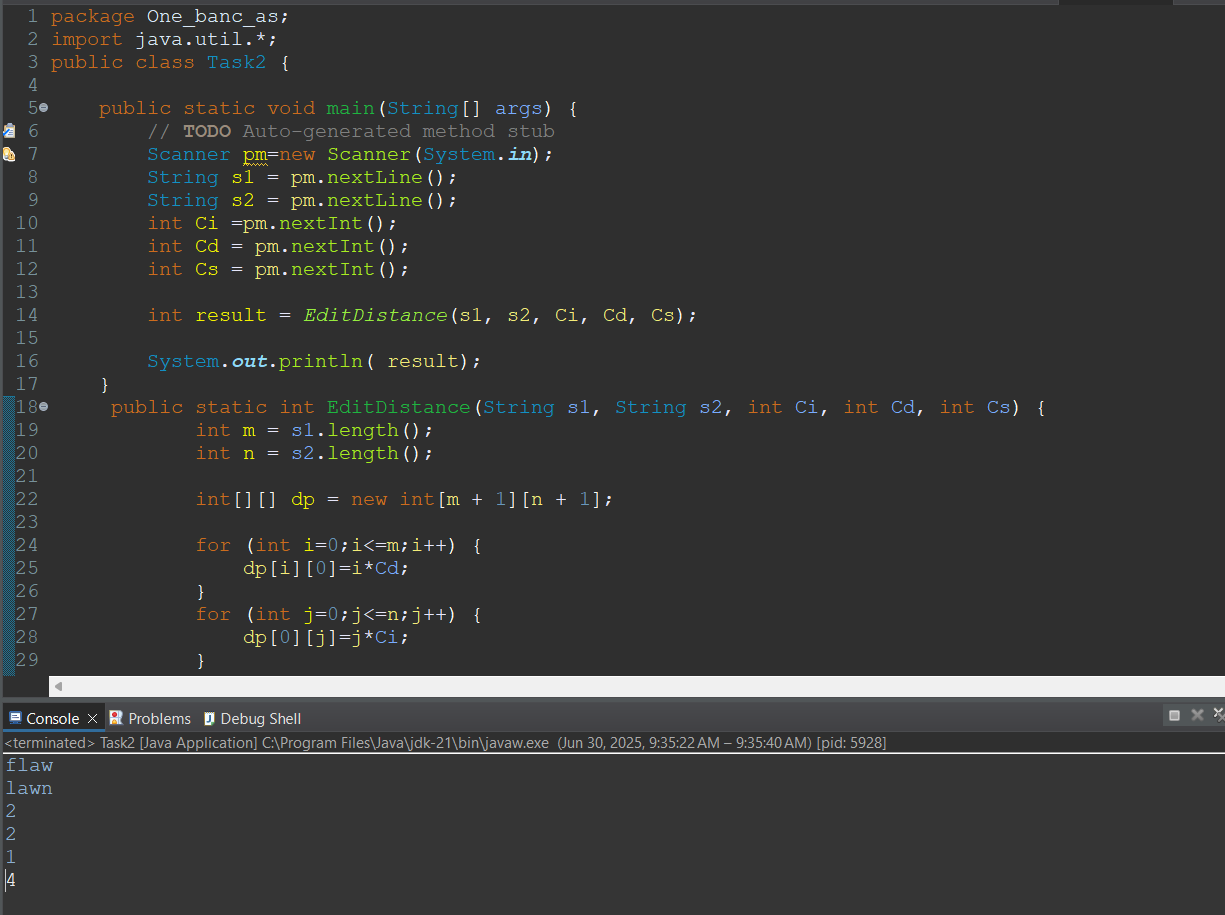 1 package One_banc_as;
2 import java.util.*;
3 public class Task2 {
4
5 public static void main(String[] args) {
6 // TODO Auto-generated method stub
7 Scanner pm=new Scanner(System.in);
8 String s1 = pm.nextLine();
9 String s2 = pm.nextLine();
10 int Ci =pm.nextInt();
11 int Cd = pm.nextInt();
12 int Cs = pm.nextInt();
13
14 int result = EditDistance(s1, s2, Ci, Cd, Cs);
15
16 System.out.println( result);
17 }
18 public static int EditDistance(String s1, String s2, int Ci, int Cd, int Cs) {
19 int m = s1.length();
20 int n = s2.length();
21
22 int[][] dp = new int[m + 1][n + 1];
23
24 for (int i=0;i<=m;i++) {
25 dp[i][0]=i*Cd;
26 }
27 for (int j=0;j<=n;j++) {
28 dp[0][j]=j*Ci;
29 }
Console Problems Debug Shell
<terminated> Task2 [Java Application] C:\Program Files\Java\jdk-21\bin\javaw.exe (Jun 30, 2025, 9:35:22 AM – 9:35:40 AM) [pid: 5928]
flaw
lawn
2
2
1
4